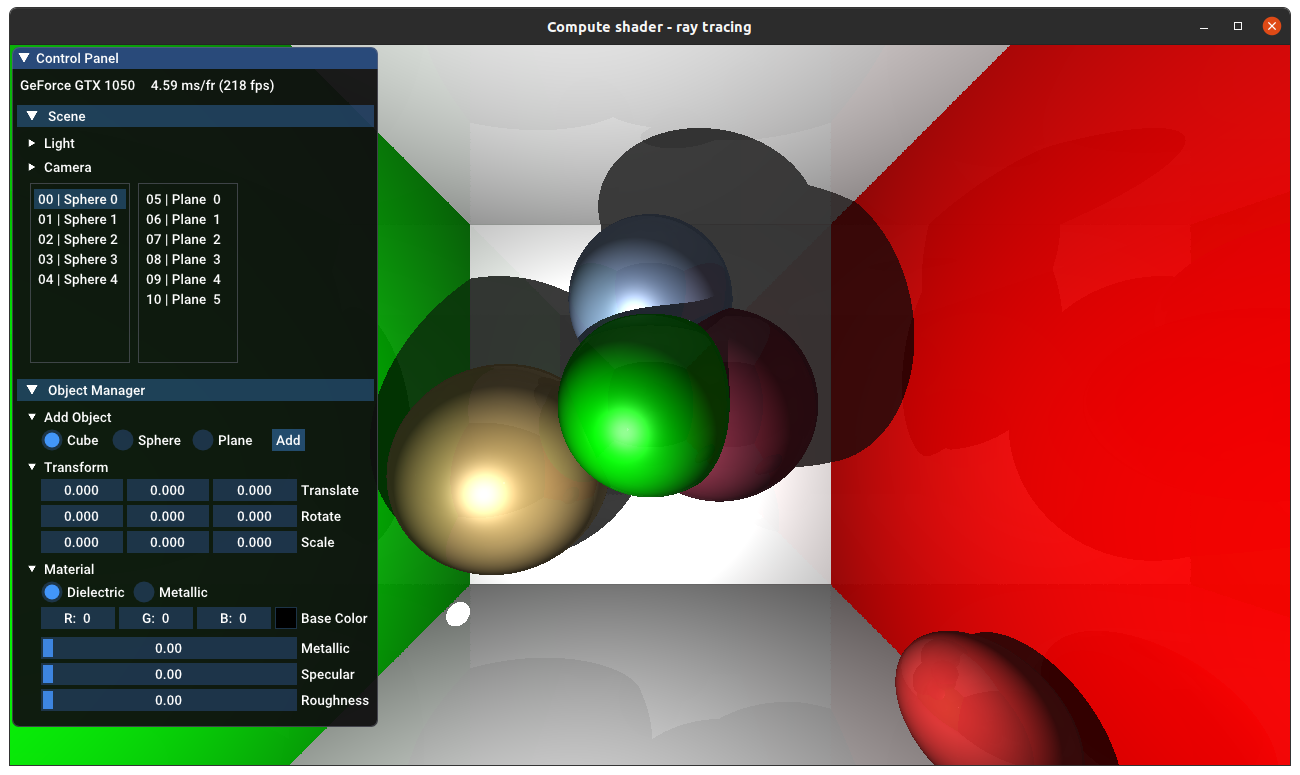 Compute shader - ray tracing
Control Panel
GeForce GTX 1050 4.59 ms/fr (218 fps)
Scene
Light
Camera
00 | Sphere 0
01 | Sphere 1
02 | Sphere 2
03 | Sphere 3
04 | Sphere 4
05 | Plane 0
06 | Plane 1
07 | Plane 2
08 | Plane 3
09 | Plane 4
10 | Plane 5
Object Manager
Add Object
Cube Sphere Plane Add
Transform
0.000 0.000 0.000 Translate
0.000 0.000 0.000 Rotate
0.000 0.000 0.000 Scale
Material
Dielectric Metallic
R: 0 G: 0 B: 0 Base Color
0.00 Metallic
0.00 Specular
0.00 Roughness